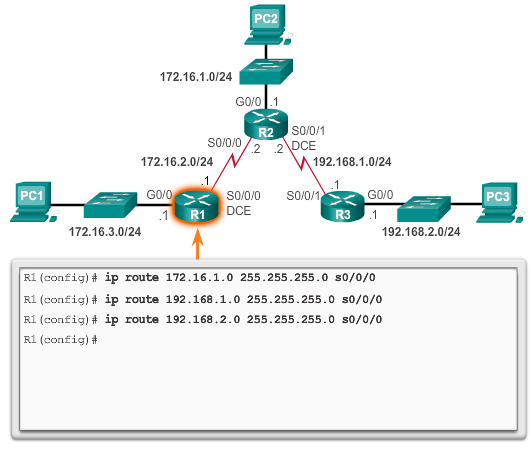 PC2
172.16.1.0/24
G0/0 .1
R2
S0/0/0
S0/0/1
DCE
.2 .2
172.16.2.0/24
192.168.1.0/24
.1
.1
PC1
G0/0
S0/0/0
DCE
.1
R1
S0/0/1
G0/0
.1
R3
PC3
172.16.3.0/24
192.168.2.0/24
R1(config)# ip route 172.16.1.0 255.255.255.0 s0/0/0
R1(config)# ip route 192.168.1.0 255.255.255.0 s0/0/0
R1(config)# ip route 192.168.2.0 255.255.255.0 s0/0/0
R1(config)#